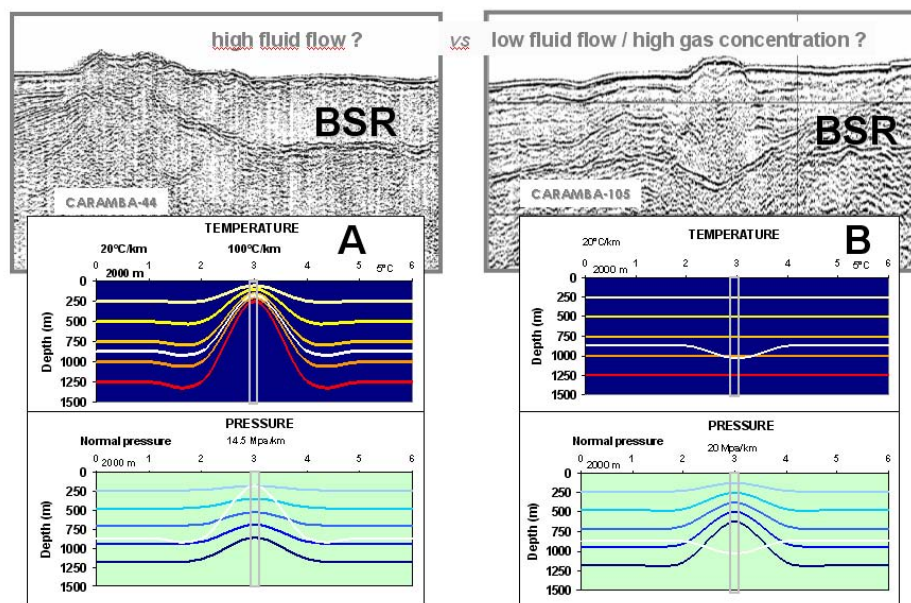 high fluid flow ?
vs
low fluid flow / high gas concentration ?
BSR
CARAMBA-44
BSR
CARAMBA-105
TEMPERATURE
A
20°C/km
100°C/km
0 1 2 3 4 5 6
2000 m
5°C
Depth (m)
0
250
500
750
1000
1250
1500
PRESSURE
Normal pressure
14.5 Mpa/km
0 1 2 3 4 5 6
2000 m
Depth (m)
0
250
500
750
1000
1250
1500
TEMPERATURE
B
20°C/km
0 1 2 3 4 5 6
2000 m
5°C
Depth (m)
0
250
500
750
1000
1250
1500
PRESSURE
Normal pressure
20 Mpa/km
0 1 2 3 4 5 6
2000 m
Depth (m)
0
250
500
750
1000
1250
1500